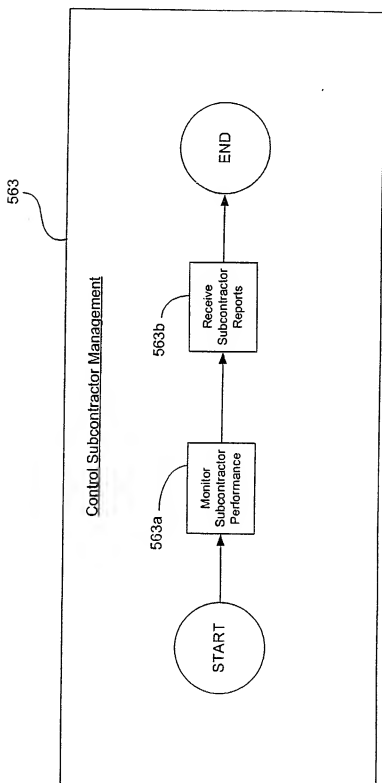 563
Control Subcontractor Management
START
563a
Monitor
Subcontractor
Performance
563b
Receive
Subcontractor
Reports
END